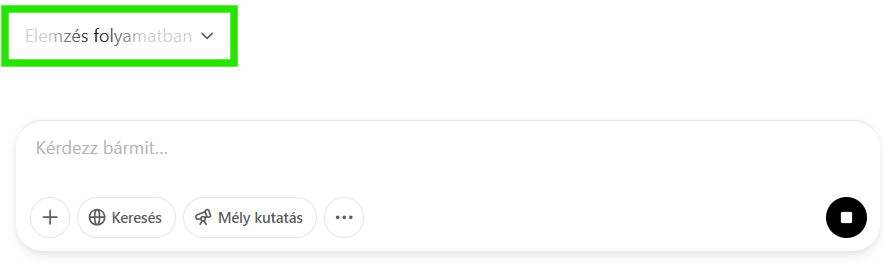 Elemzés folyamatban
Kérdezz bármit...
Keresés
Mély kutatás